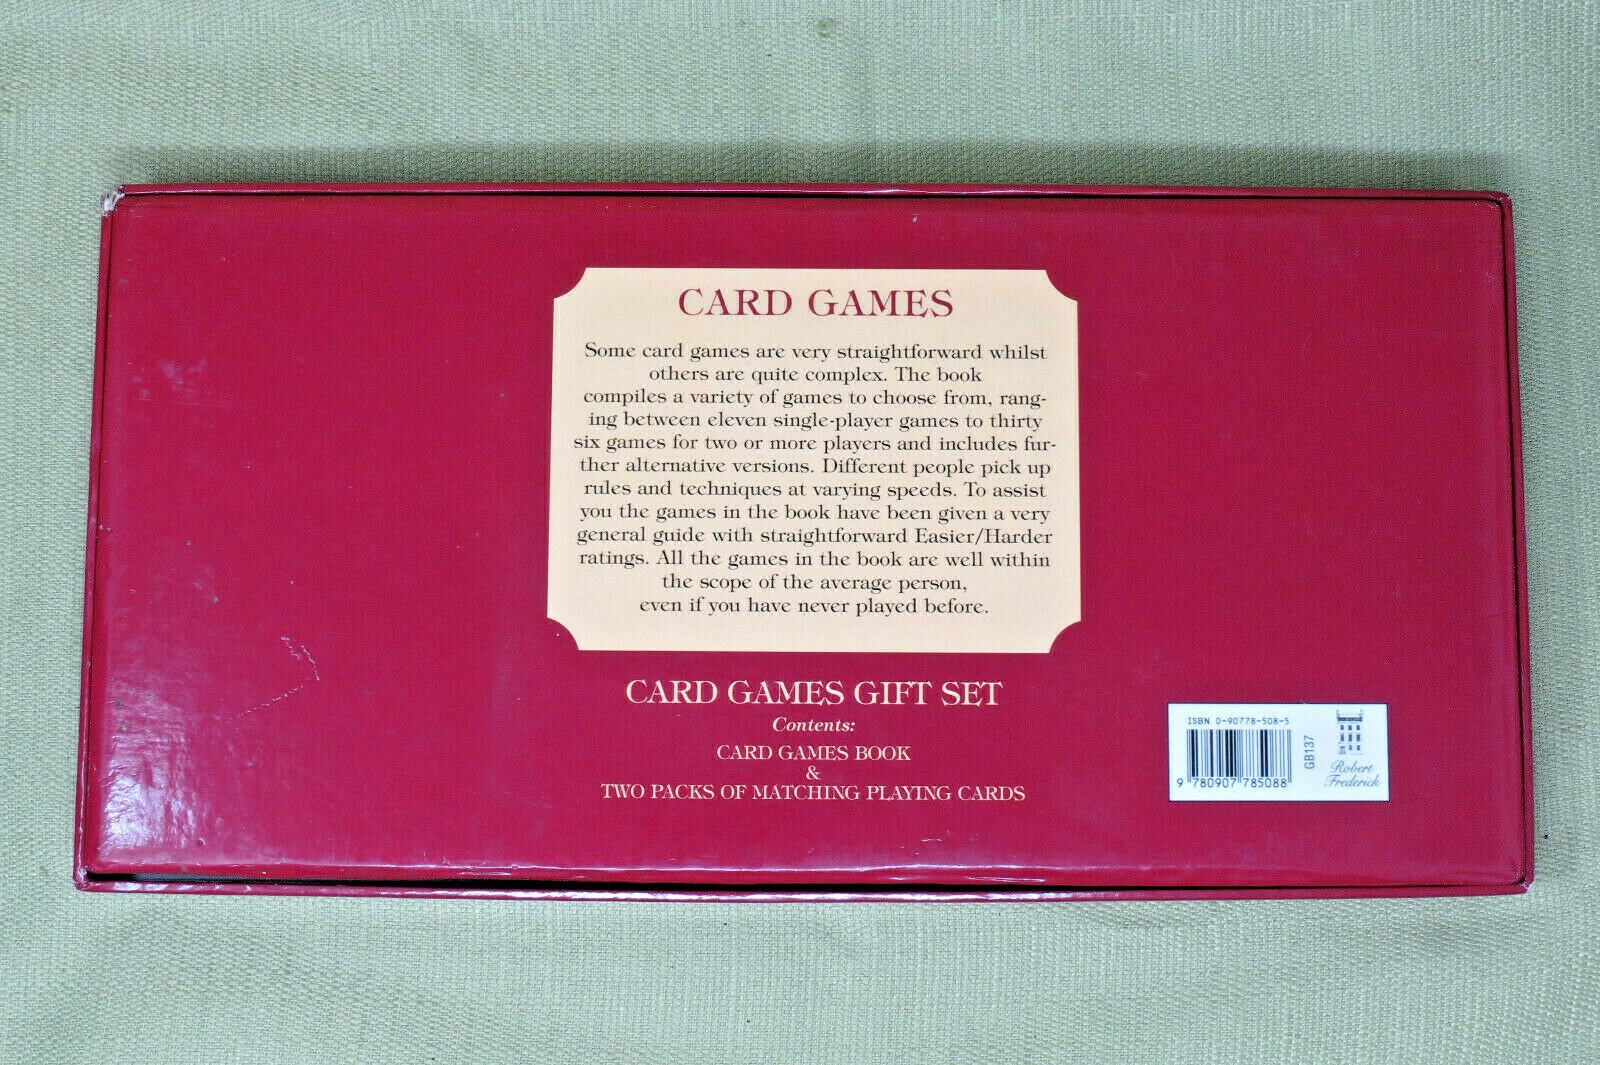 CARD GAMES
Some card games are very straightforward whilst
others are quite complex. The book
compiles a variety of games to choose from, rang-
ing between eleven single-player games to thirty
six games for two or more players and includes fur-
ther alternative versions. Different people pick up
rules and techniques at varying speeds. To assist
you the games in the book have been given a very
general guide with straightforward Easier/Harder
ratings. All the games in the book are well within
the scope of the average person,
even if you have never played before.
CARD GAMES GIFT SET
Contents:
CARD GAMES BOOK
&
TWO PACKS OF MATCHING PLAYING CARDS
ISBN 0-90778-508-5
9 780907 785088
GB137
Robert
Frederick